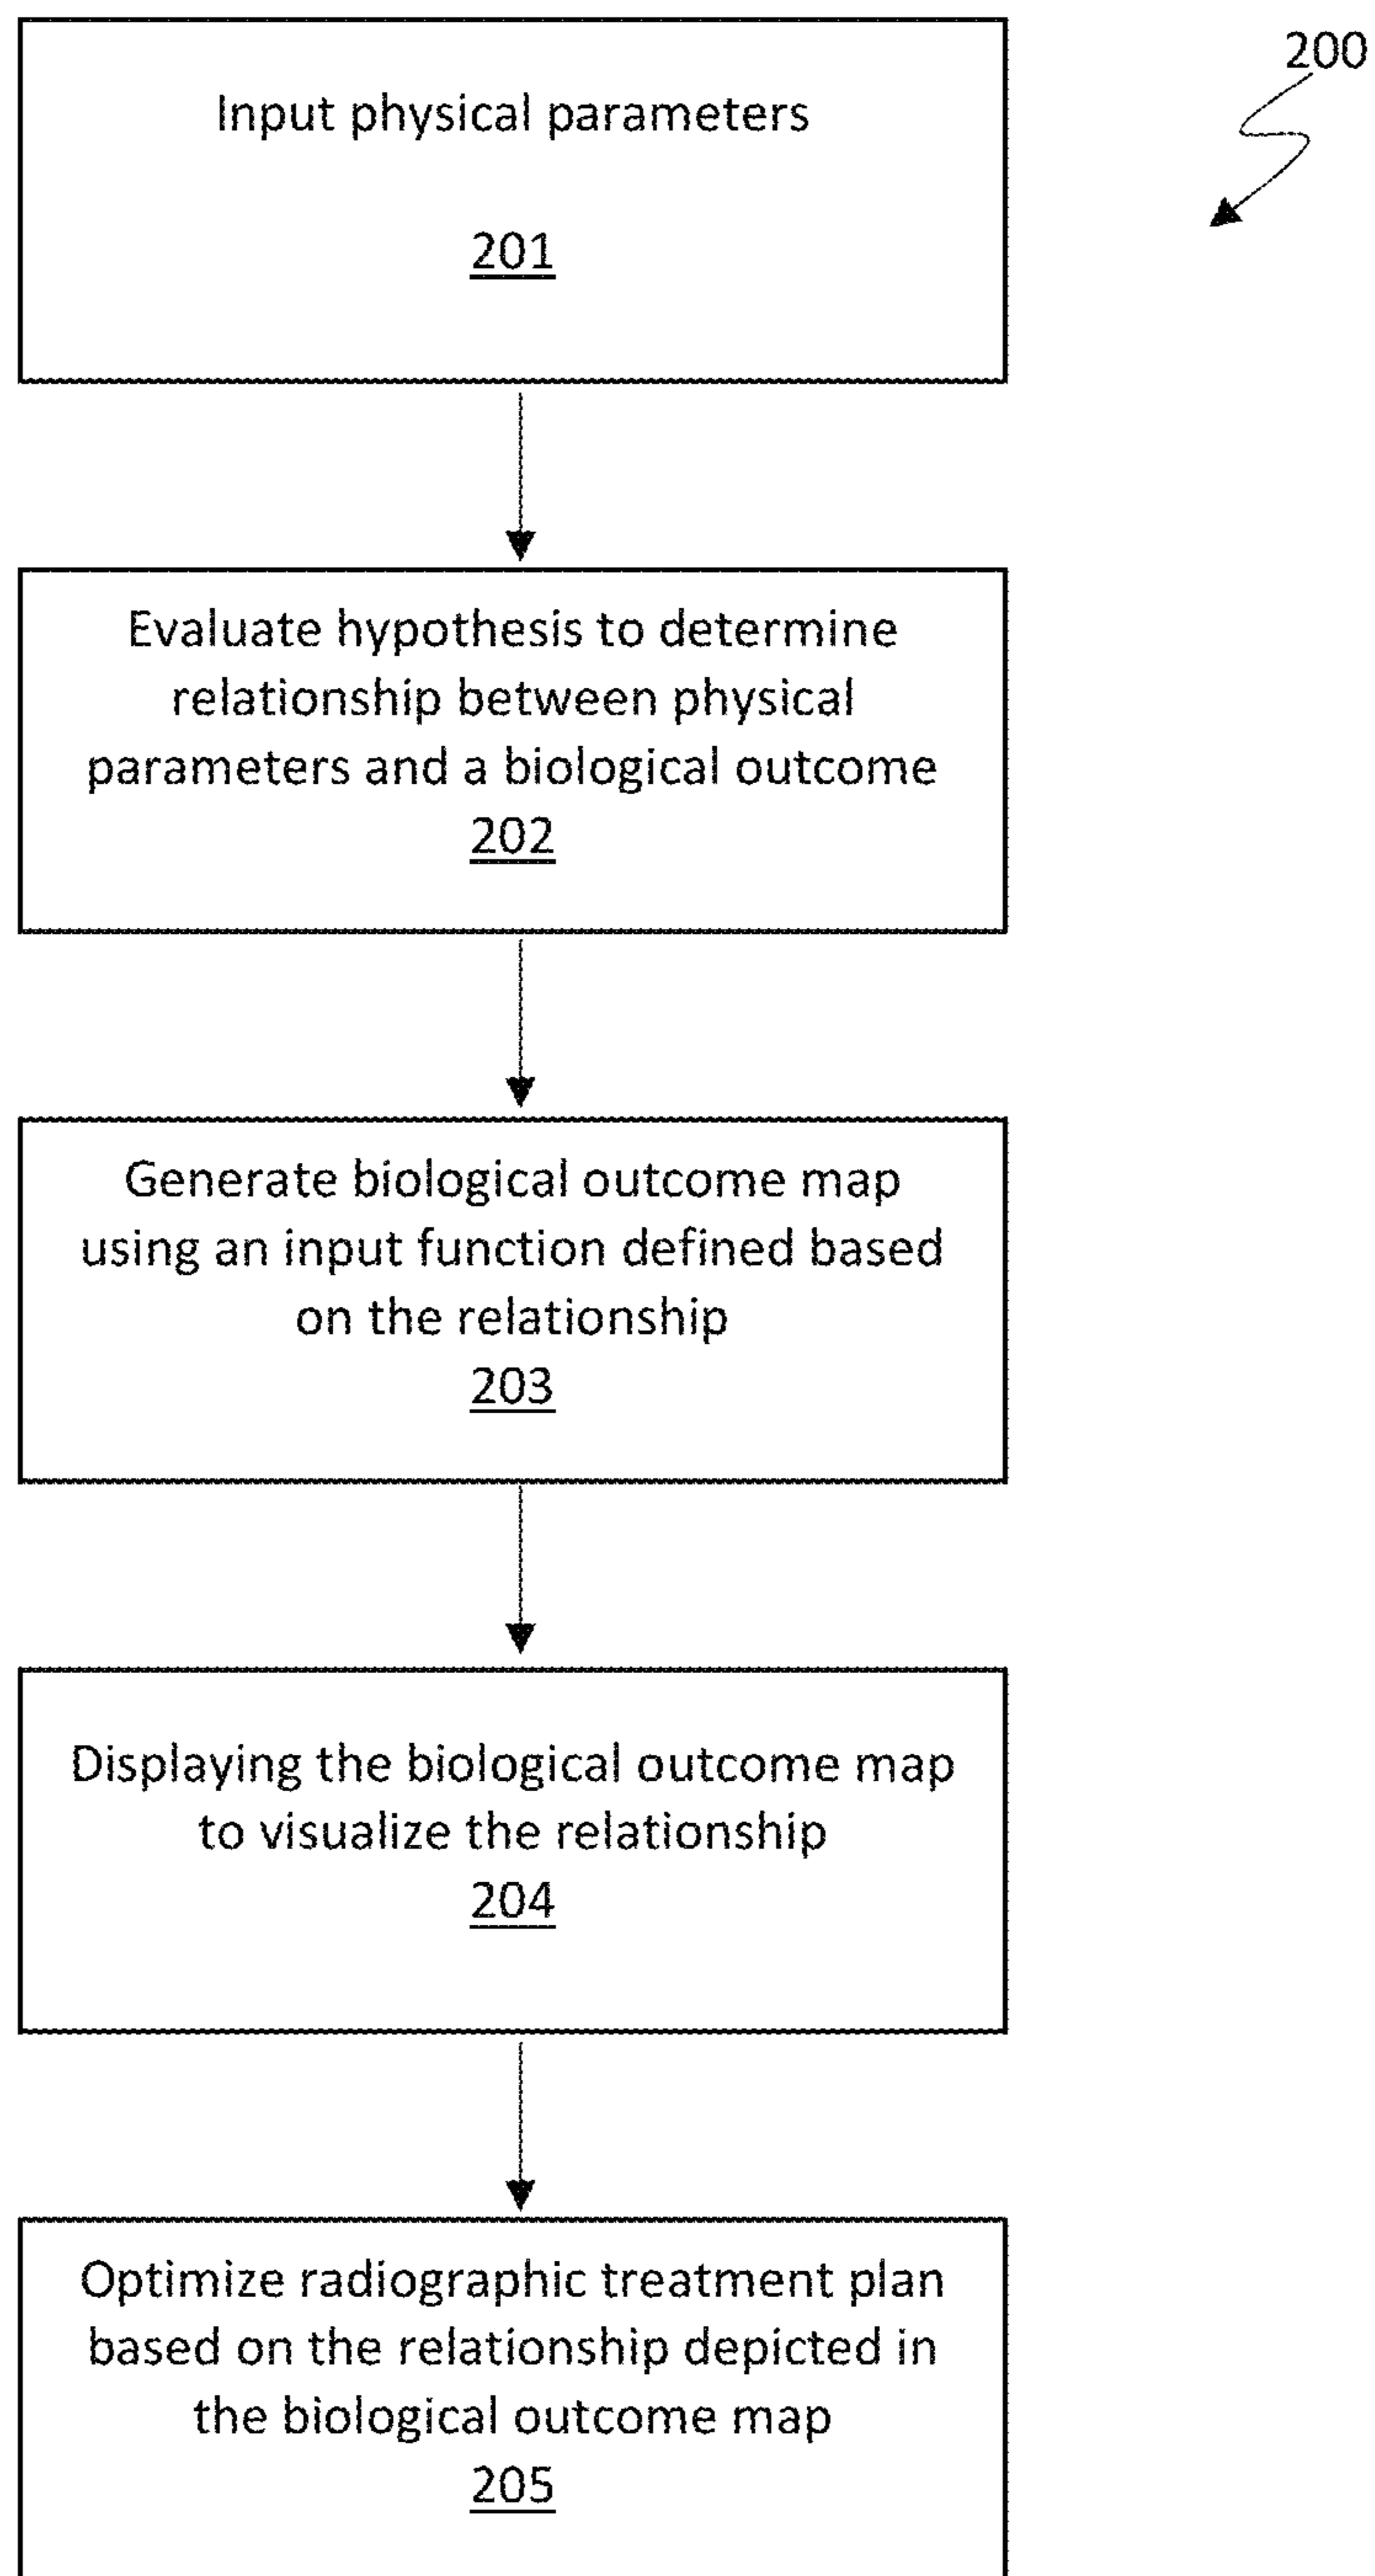 200
Input physical parameters
201
Evaluate hypothesis to determine
relationship between physical
parameters and a biological outcome
202
Generate biological outcome map
using an input function defined based
on the relationship
203
Displaying the biological outcome map
to visualize the relationship
204
Optimize radiographic treatment plan
based on the relationship depicted in
the biological outcome map
205